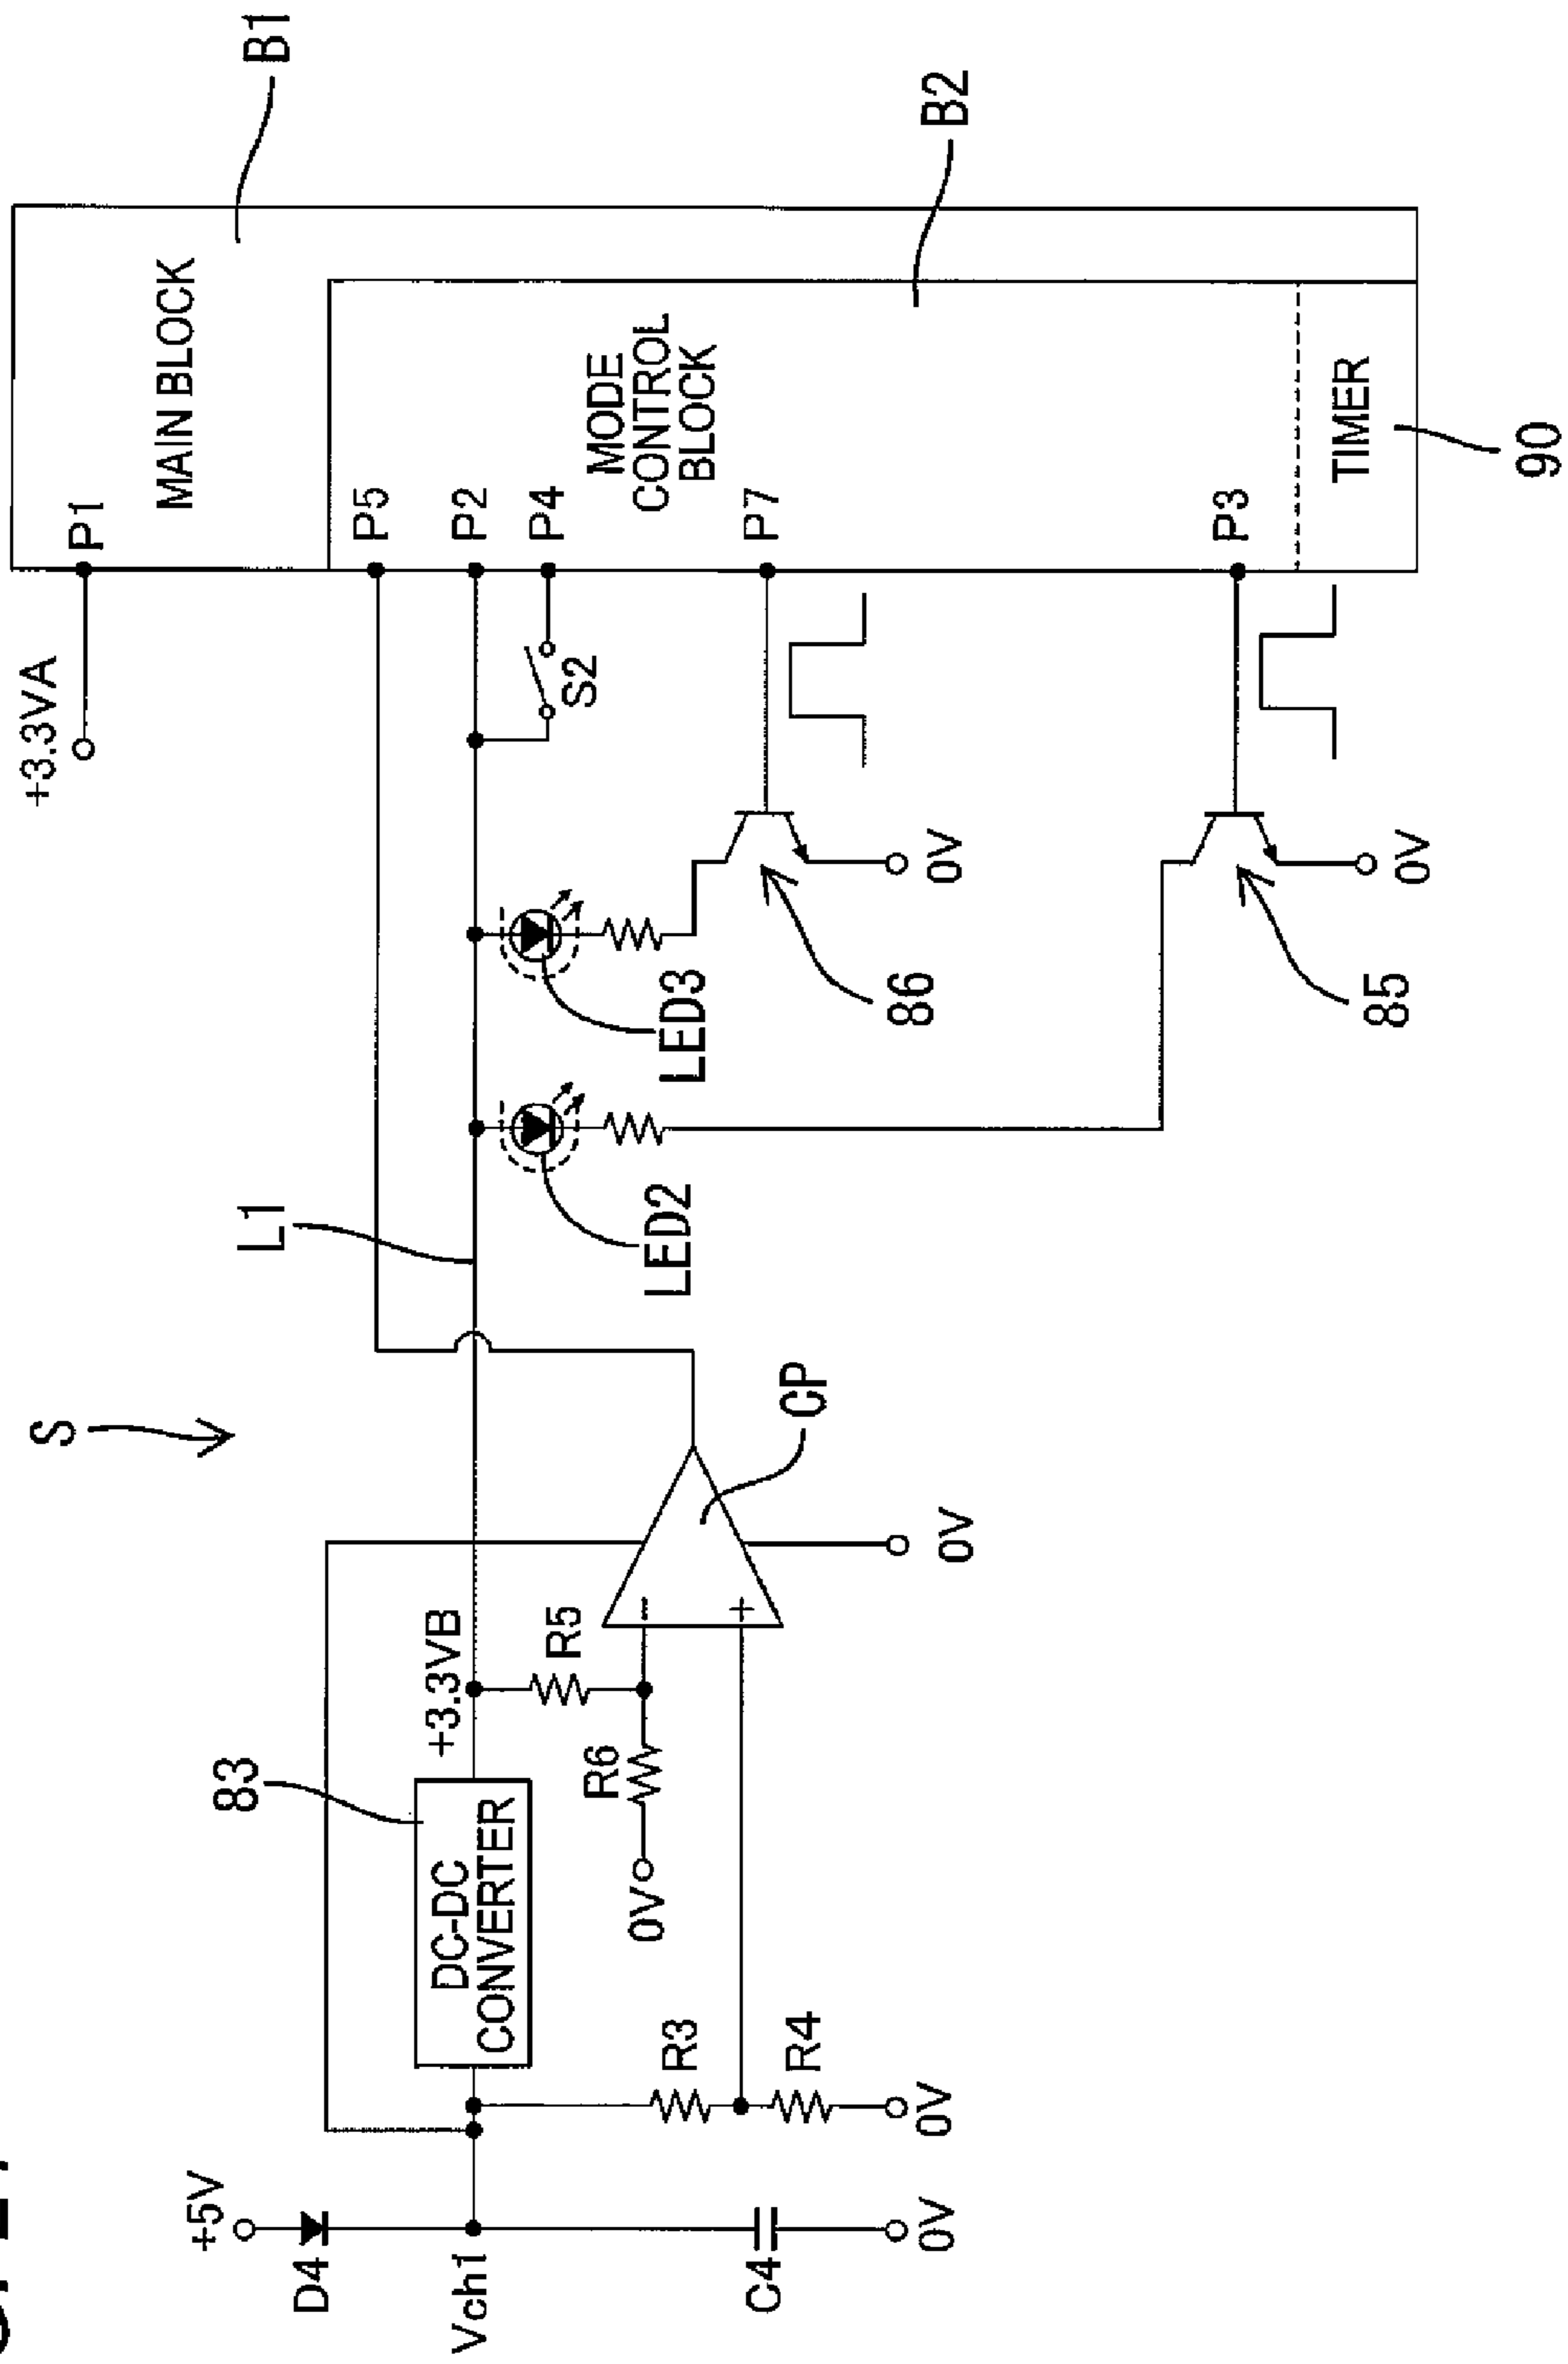 S
+3.3VA
P1
MAIN BLOCK
B1
L1
P5
P2
P4
S2
MODE
CONTROL
BLOCK
B2
P7
P3
TIMER
90
LED3
LED2
86
0V
85
0V
+5V
D4
Vch1
C4
0V
83
DC-DC
CONVERTER
+3.3VB
R5
R6
0V
R3
R4
0V
CP
-
+
0V